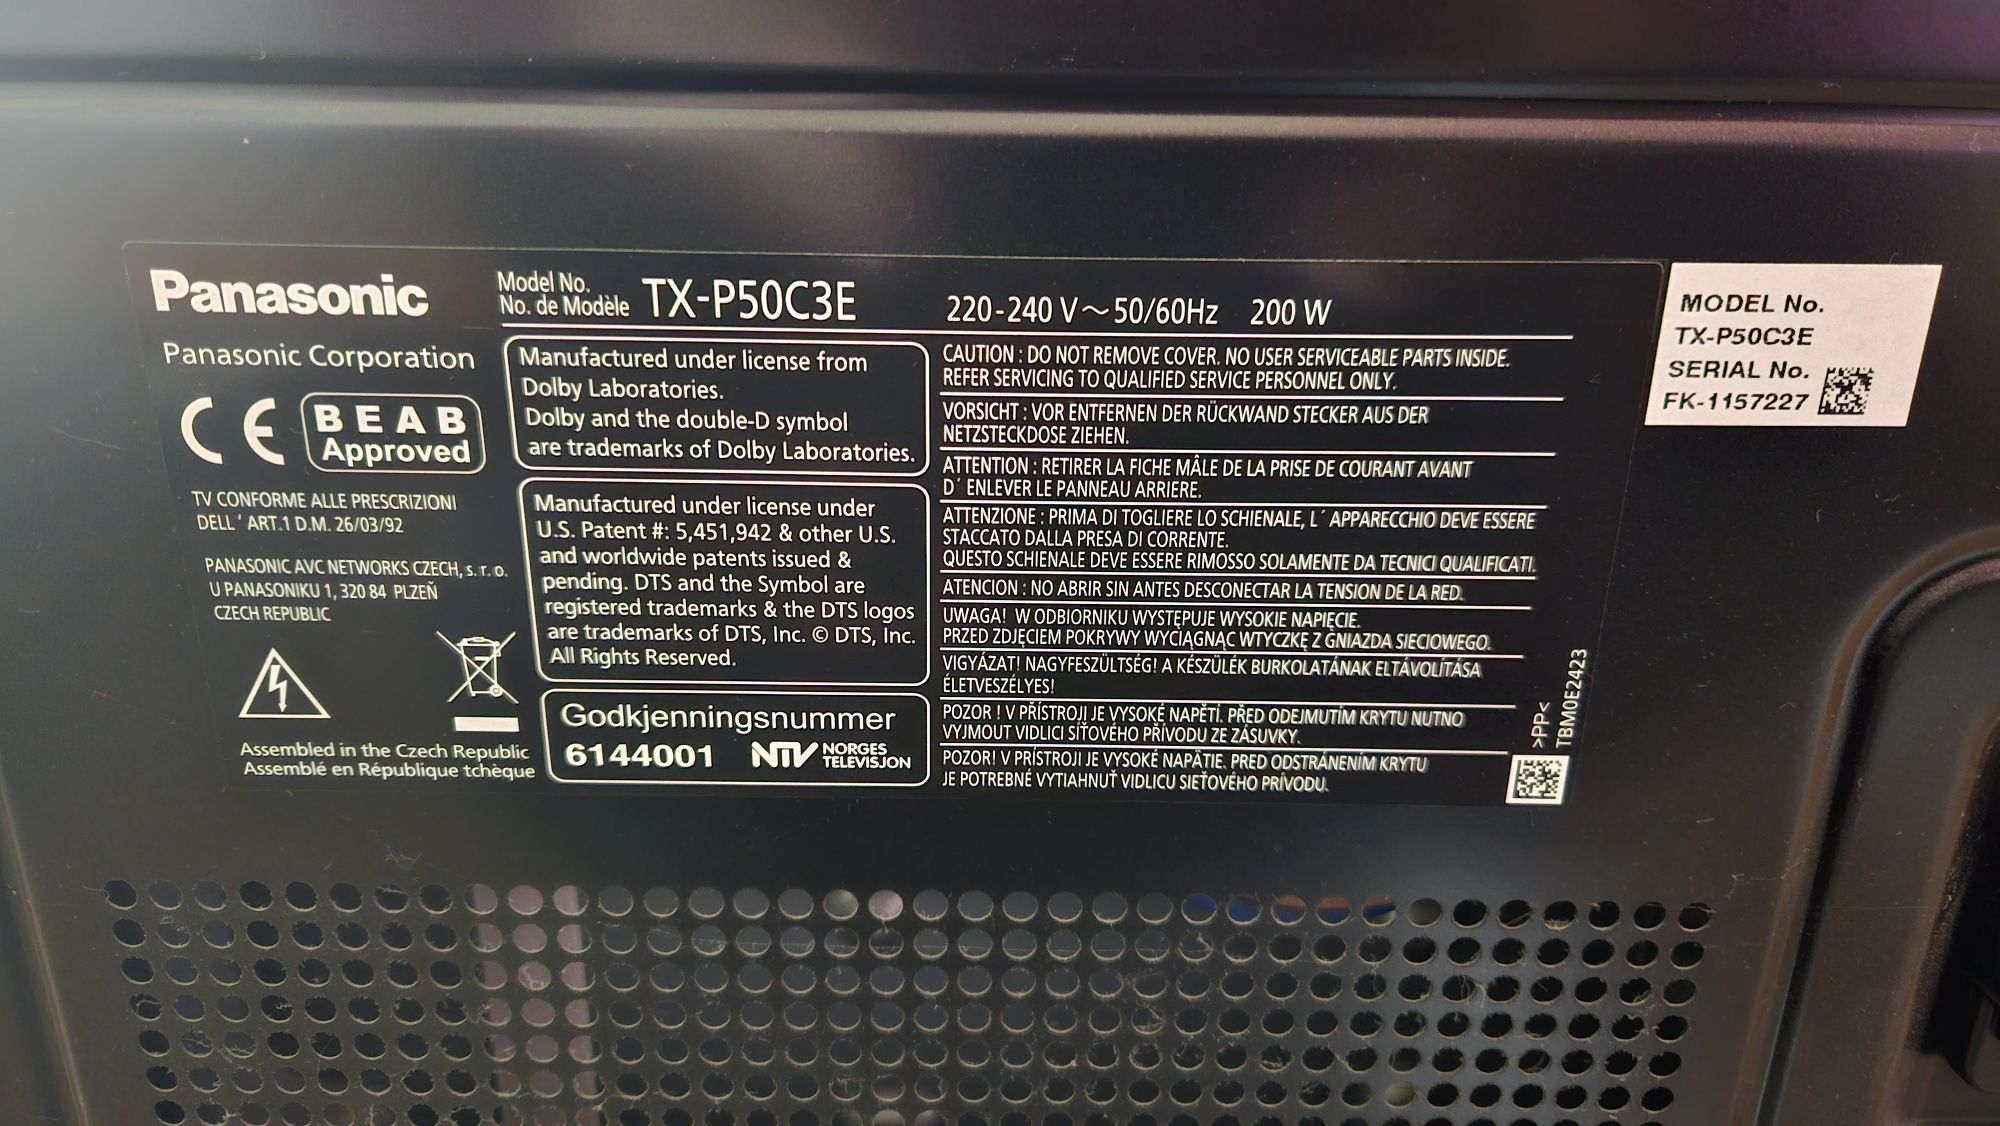 Panasonic
Panasonic Corporation
CE
BEAB
Approved
TV CONFORME ALLE PRESCRIZIONI
DELL´ ART.1 D.M. 26/03/92
PANASONIC AVC NETWORKS CZECH, s. r. o.
U PANASONIKU 1, 320 84 PLZEŇ
CZECH REPUBLIC
Assembled in the Czech Republic
Assemblé en République tchèque
Model No.
No. de Modèle
TX-P50C3E
220-240 V～50/60Hz 200 W
Manufactured under license from
Dolby Laboratories.
Dolby and the double-D symbol
are trademarks of Dolby Laboratories.
Manufactured under license under
U.S. Patent #: 5,451,942 & other U.S.
and worldwide patents issued &
pending. DTS and the Symbol are
registered trademarks & the DTS logos
are trademarks of DTS, Inc. © DTS, Inc.
All Rights Reserved.
Godkjenningsnummer
6144001 NTV NORGES
TELEVISJON
CAUTION : DO NOT REMOVE COVER. NO USER SERVICEABLE PARTS INSIDE.
REFER SERVICING TO QUALIFIED SERVICE PERSONNEL ONLY.
VORSICHT : VOR ENTFERNEN DER RÜCKWAND STECKER AUS DER
NETZSTECKDOSE ZIEHEN.
ATTENTION : RETIRER LA FICHE MÂLE DE LA PRISE DE COURANT AVANT
D´ ENLEVER LE PANNEAU ARRIERE.
ATTENZIONE : PRIMA DI TOGLIERE LO SCHIENALE, L´ APPARECCHIO DEVE ESSERE
STACCATO DALLA PRESA DI CORRENTE.
QUESTO SCHIENALE DEVE ESSERE RIMOSSO SOLAMENTE DA TECNICI QUALIFICATI.
ATENCION : NO ABRIR SIN ANTES DESCONECTAR LA TENSION DE LA RED.
UWAGA! W ODBIORNIKU WYSTĘPUJE WYSOKIE NAPIĘCIE.
PRZED ZDJĘCIEM POKRYWY WYCIĄGNĄĆ WTYCZKĘ Z GNIAZDA SIECIOWEGO.
VIGYÁZAT! NAGYFESZÜLTSÉG! A KÉSZÜLÉK BURKOLATÁNAK ELTÁVOLÍTÁSA
ÉLETVESZÉLYES!
POZOR ! V PŘÍSTROJI JE VYSOKÉ NAPĚTÍ. PŘED ODEJMUTÍM KRYTU NUTNO
VYJMOUT VIDLICI SÍŤOVÉHO PŘÍVODU ZE ZÁSUVKY.
POZOR! V PRÍSTROJI JE VYSOKÉ NAPÄTIE. PRED ODSTRÁNENÍM KRYTU
JE POTREBNÉ VYTIAHNUŤ VIDLICU SIEŤOVÉHO PRÍVODU.
>PP<
TBM0E2423
MODEL No.
TX-P50C3E
SERIAL No.
FK-1157227